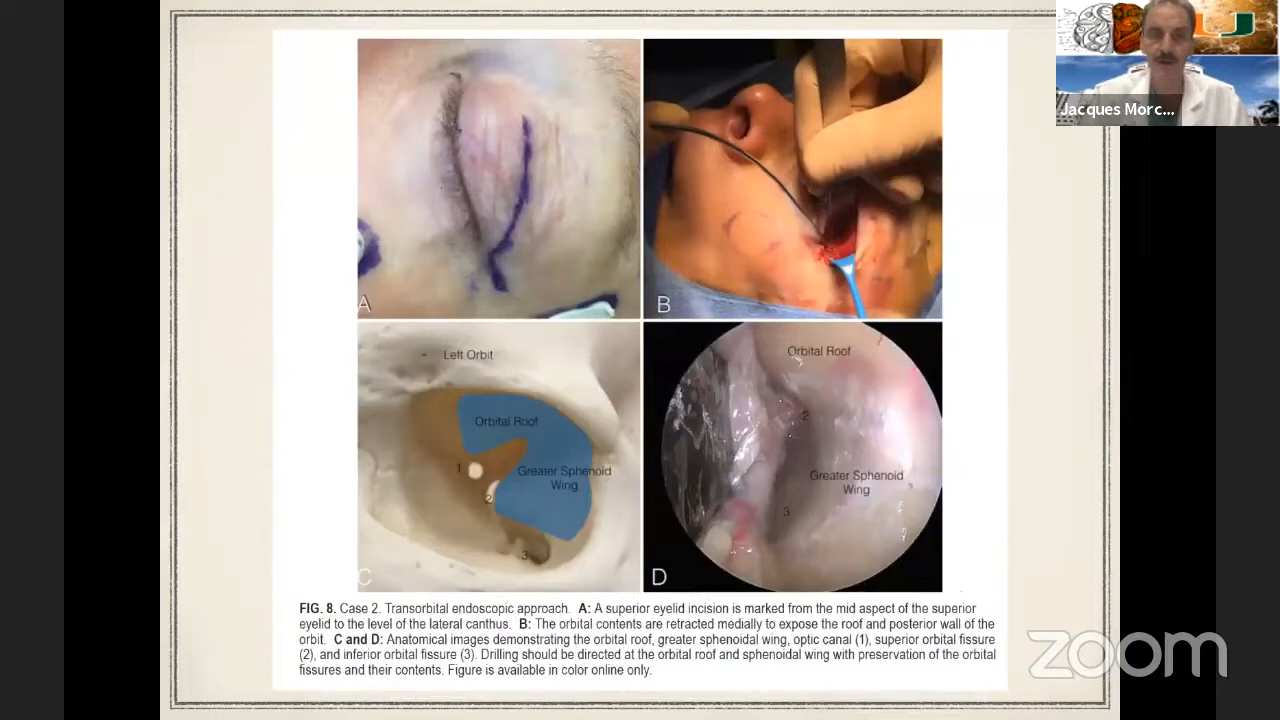 Jacques Morc...
A
B
Left Orbit
Orbital Roof
1
Greater Sphenoid
Wing
2
3
C
Orbital Roof
2
Greater Sphenoid
Wing
3
D
FIG. 8. Case 2. Transorbital endoscopic approach. A: A superior eyelid incision is marked from the mid aspect of the superior
eyelid to the level of the lateral canthus. B: The orbital contents are retracted medially to expose the roof and posterior wall of the
orbit. C and D: Anatomical images demonstrating the orbital roof, greater sphenoidal wing, optic canal (1), superior orbital fissure
(2), and inferior orbital fissure (3). Drilling should be directed at the orbital roof and sphenoidal wing with preservation of the orbital
fissures and their contents. Figure is available in color online only.
zoom